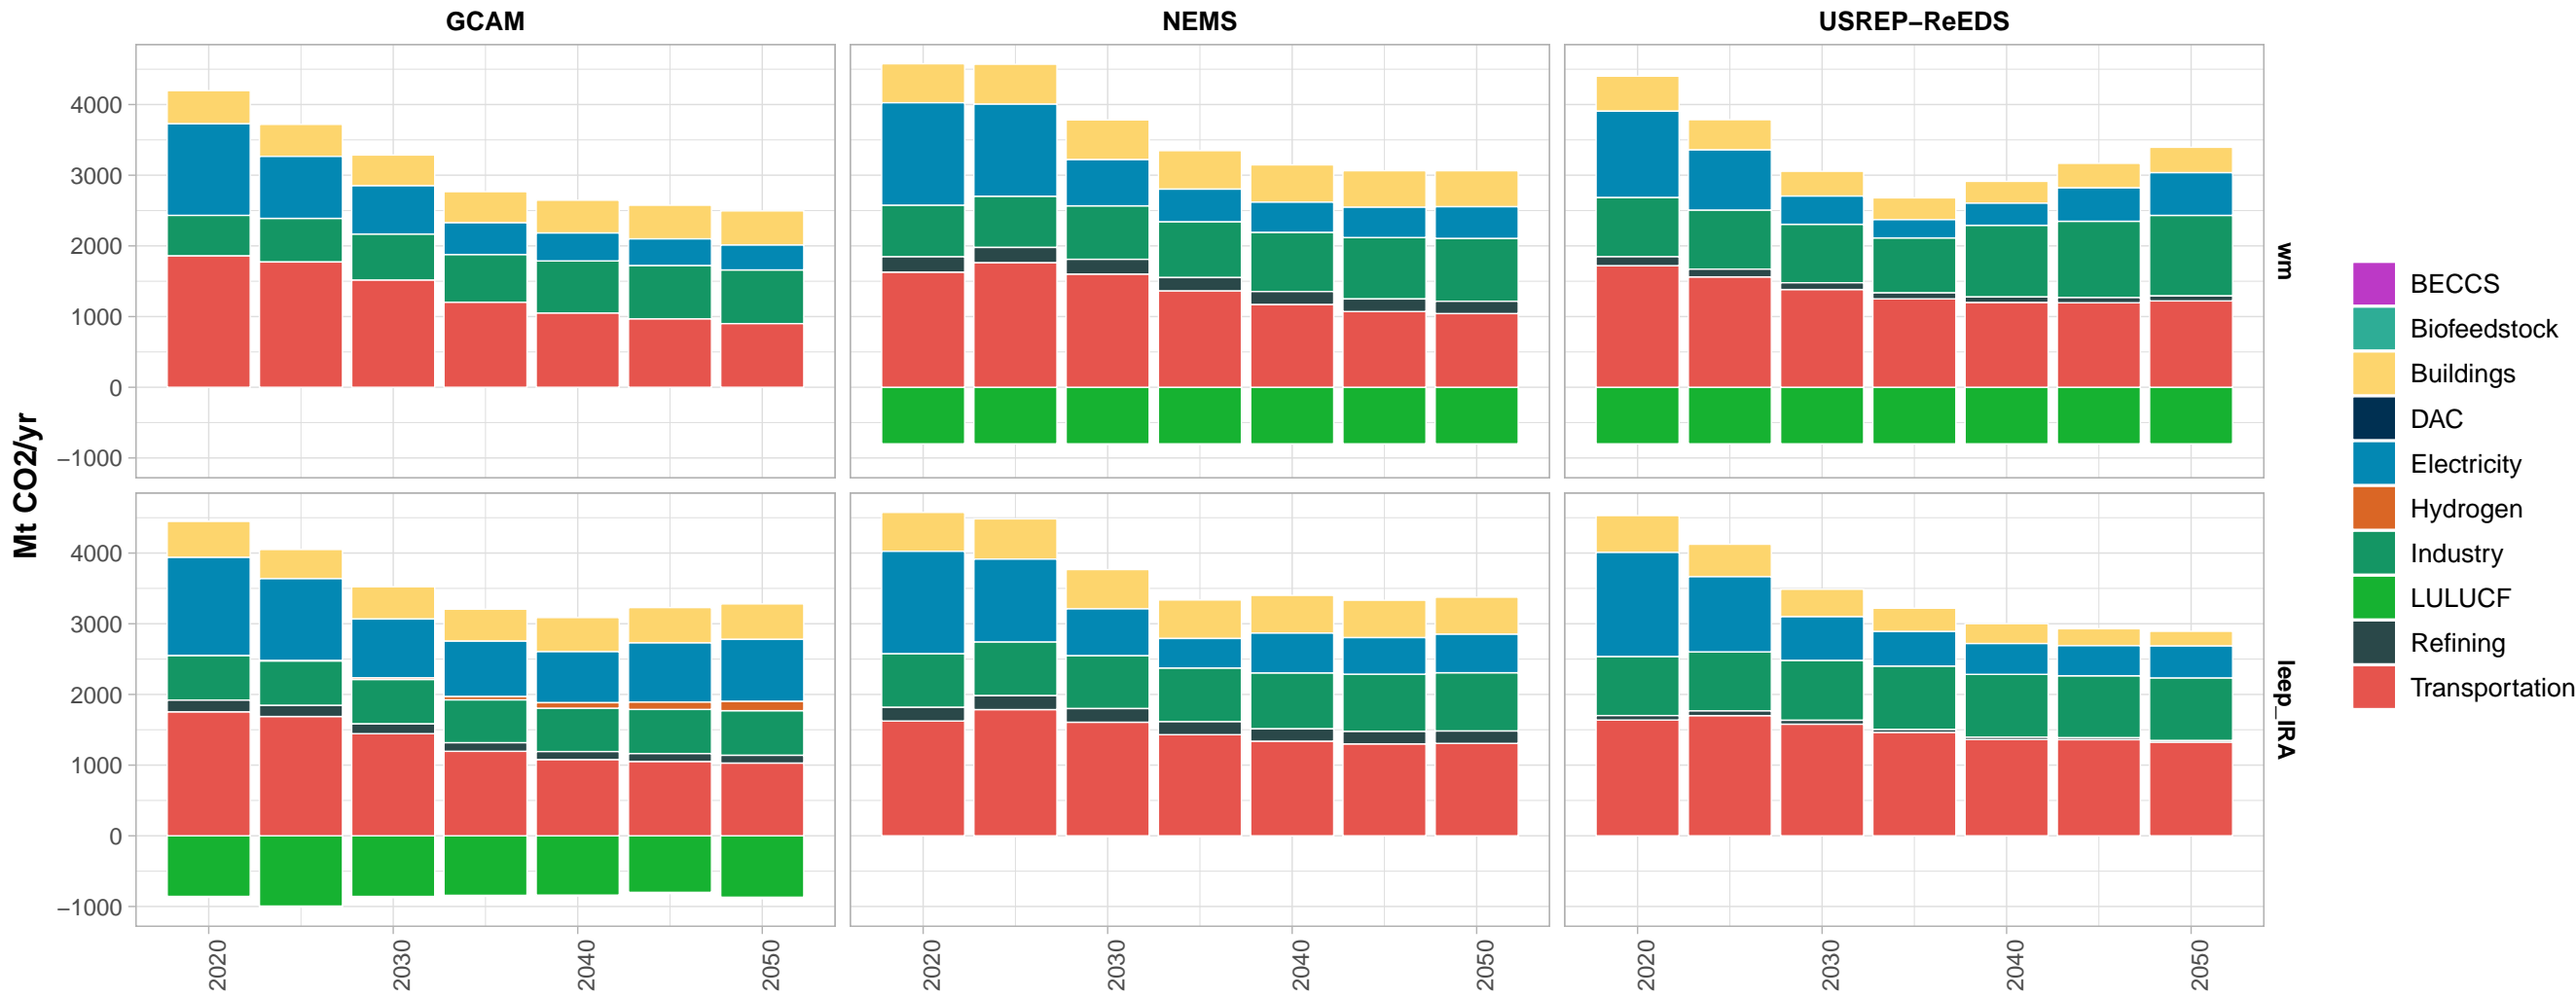 GCAM
NEMS
USREP−ReEDS
Mt CO2/yr
4000
3000
2000
1000
0
−1000
wm
4000
3000
2000
1000
0
−1000
leep_IRA
2020
2030
2040
2050
2020
2030
2040
2050
2020
2030
2040
2050
BECCS
Biofeedstock
Buildings
DAC
Electricity
Hydrogen
Industry
LULUCF
Refining
Transportation